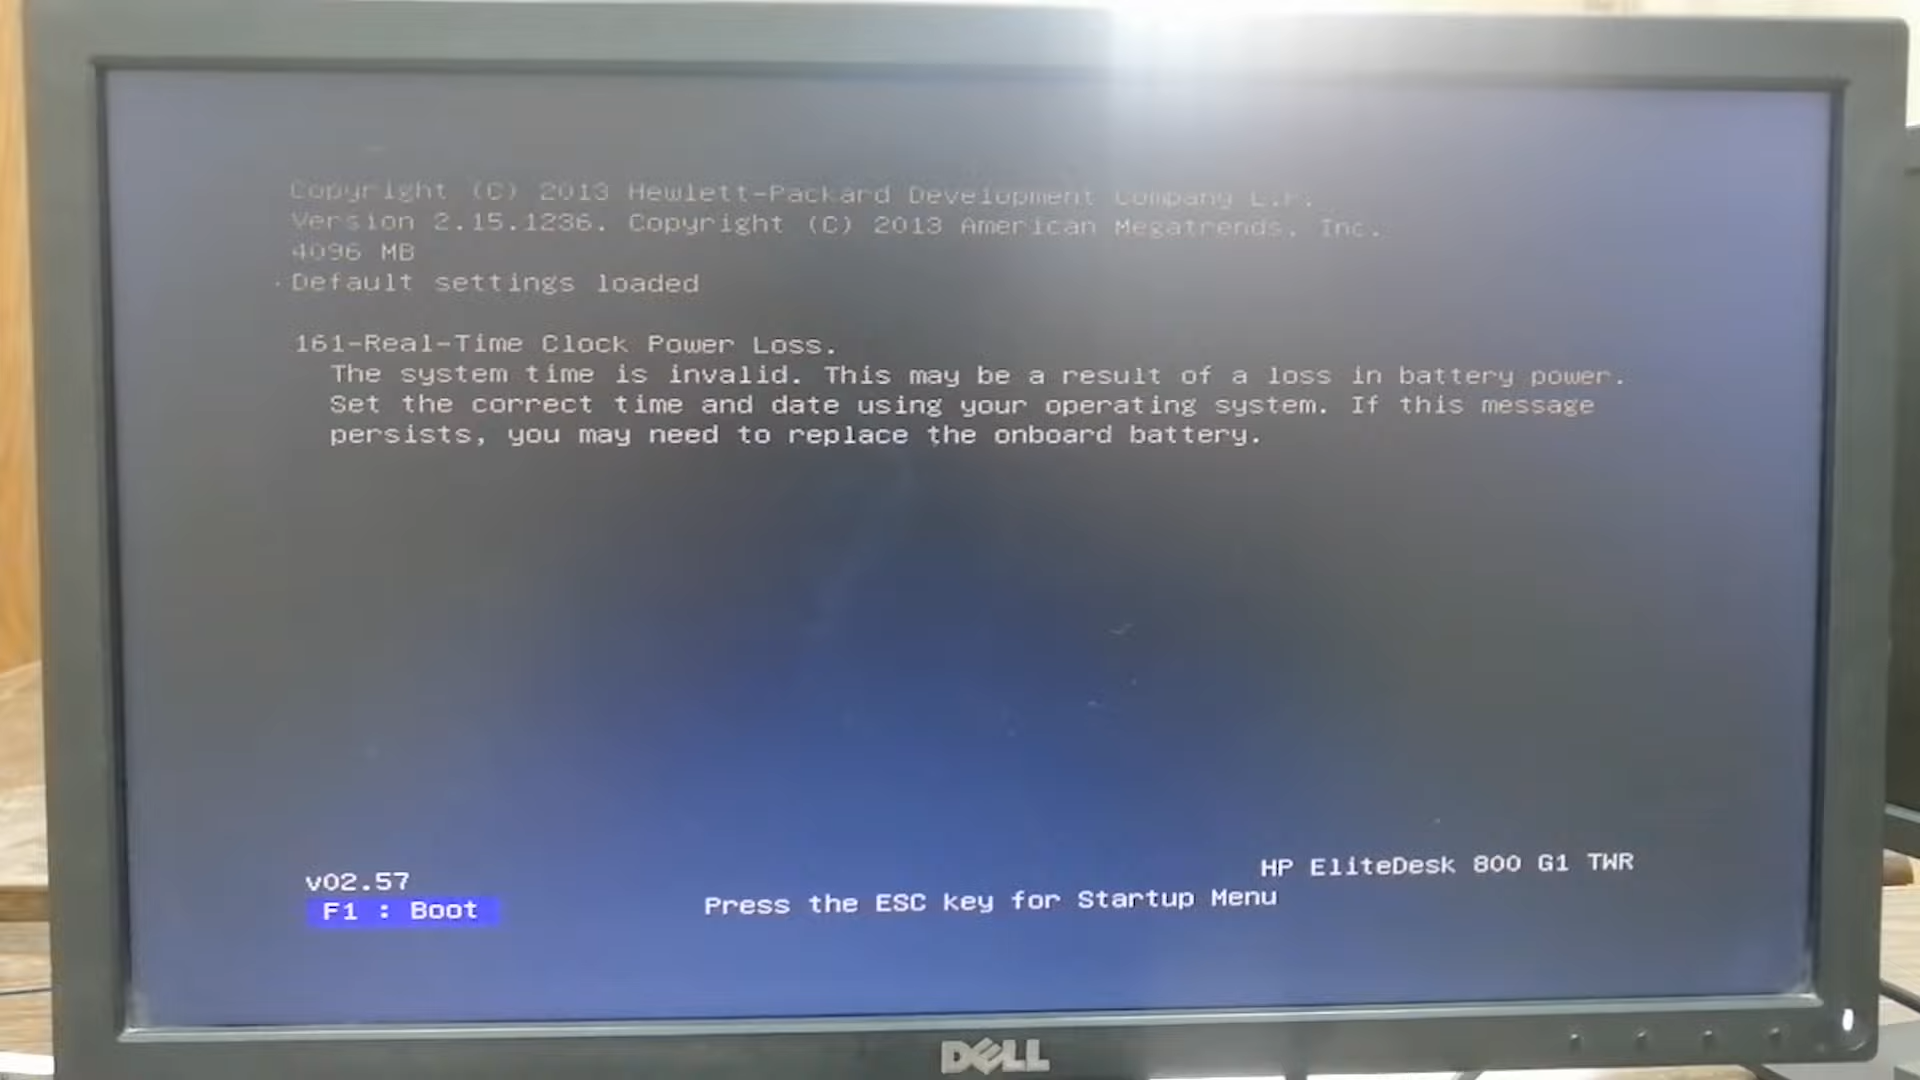 Copyright (C) 2013 Hewlett-Packard Development Company L.P.
Version 2.15.1236. Copyright (C) 2013 American Megatrends, Inc.
4096 MB
Default settings loaded
161-Real-Time Clock Power Loss.
The system time is invalid. This may be a result of a loss in battery power.
Set the correct time and date using your operating system. If this message
persists, you may need to replace the onboard battery.
HP EliteDesk 800 G1 TWR
v02.57
F1 : Boot
Press the ESC key for Startup Menu
DELL